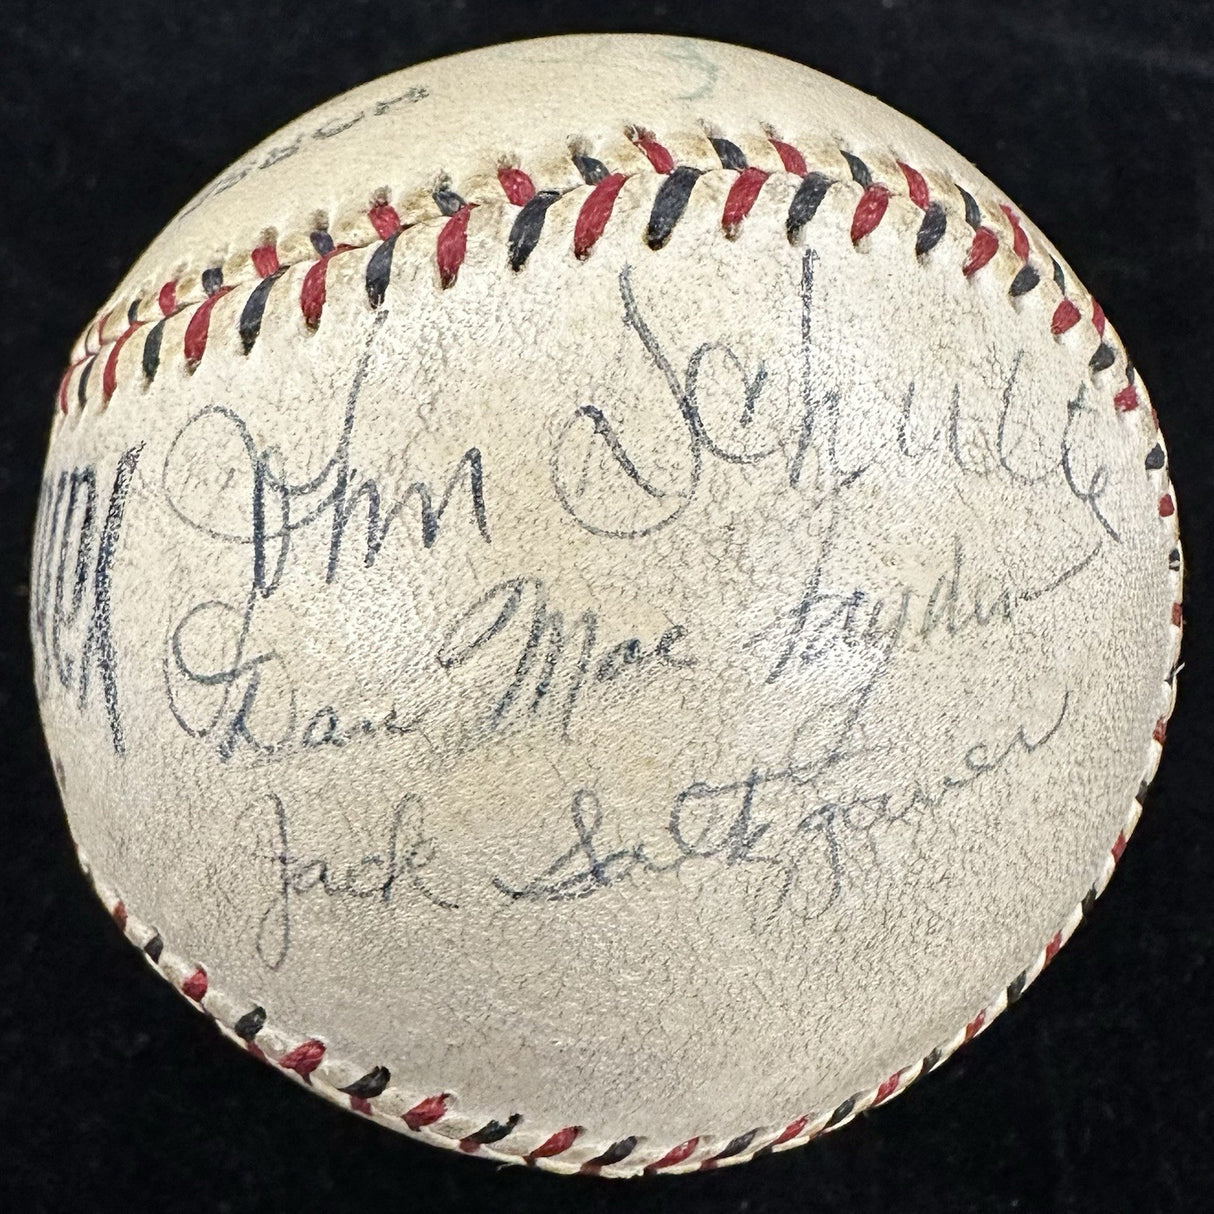 John Schulte
Dan MacFayden
Jack Saltzgaver